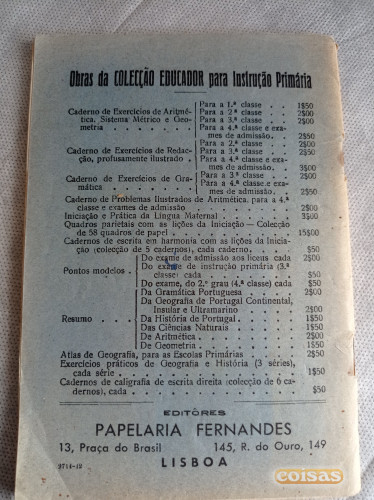 Obras da COLECÇÃO EDUCADOR para Instrução Primária
Caderno de Exercícios de Aritmética, Sistema Métrico e Geometria . . . Para a 1.ª classe . . 1$50
Para a 2.ª classe . . 2$00
Para a 3.ª classe . . 2$00
Para a 4.ª classe e exames de admissão . . 2$50
Caderno de Exercícios de Redacção, profusamente ilustrado . Para a 2.ª classe . . 2$00
Para a 3.ª classe . . 2$50
Para a 4.ª classe e exames de admissão . . 3$00
Caderno de Exercícios de Gramática . . . Para a 3.ª classe . . 2$00
Para a 4.ª classe e exames de admissão . . 2$50
Caderno de Problemas Ilustrados de Aritmética, para a 4.ª
classe e exames de admissão . . . 2$00
Iniciação e Prática da Língua Maternal . . . 3$00
Quadros parietais com as lições da Iniciação — Colecção
de 58 quadros de papel . . . 15$00
Cadernos de escrita em harmonia com as lições da Iniciação (colecção de 5 cadernos), cada caderno . . $50
Pontos modelos . Do exame de admissão aos liceus cada 2$00
Do exame de instrução primária (3.ª classe) cada . . . $50
Do exame, do 2.º grau (4.ª classe) cada $50
Resumo . . Da Gramática Portuguesa . . . 2$00
Da Geografia de Portugal Continental, Insular e Ultramarino . . 2$00
Da História de Portugal . . . 1$50
Das Ciências Naturais . . . 1$50
De Aritmética . . . 2$00
De Geometria . . . 1$50
Atlas de Geografia, para as Escolas Primárias . . 2$50
Exercícios práticos de Geografia e História (3 séries),
cada série . . . 1$50
Cadernos de caligrafia de escrita direita (colecção de 6 cadernos), cada . . . $50
EDITÔRES
PAPELARIA FERNANDES
13, Praça do Brasil 145, R. do Ouro, 149
LISBOA
2714-12
coisas